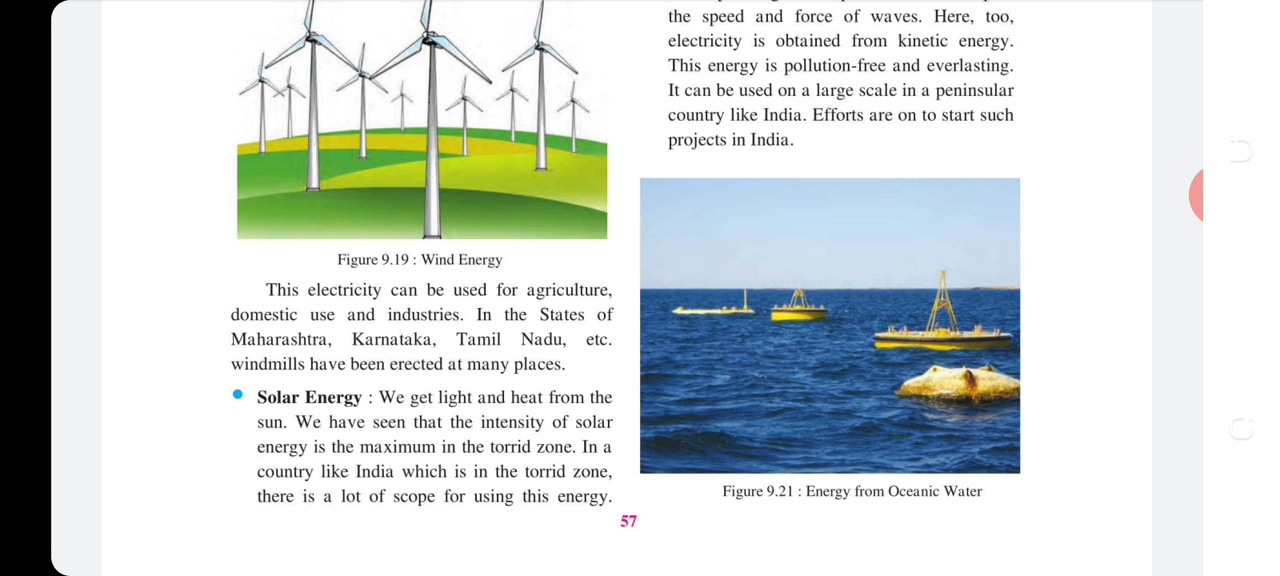 This electricity can be used for agriculture,
domestic use and industries. In the States of
Maharashtra, Karnataka, Tamil Nadu, etc.
windmills have been erected at many places.
Figure 9.19 : Wind Energy
• Solar Energy : We get light and heat from the
sun. We have seen that the intensity of solar
energy is the maximum in the torrid zone. In a
country like India which is in the torrid zone,
there is a lot of scope for using this energy.
the speed and force of waves. Here, too,
electricity is obtained from kinetic energy.
This energy is pollution-free and everlasting.
It can be used on a large scale in a peninsular
country like India. Efforts are on to start such
projects in India.
Figure 9.21 : Energy from Oceanic Water
57